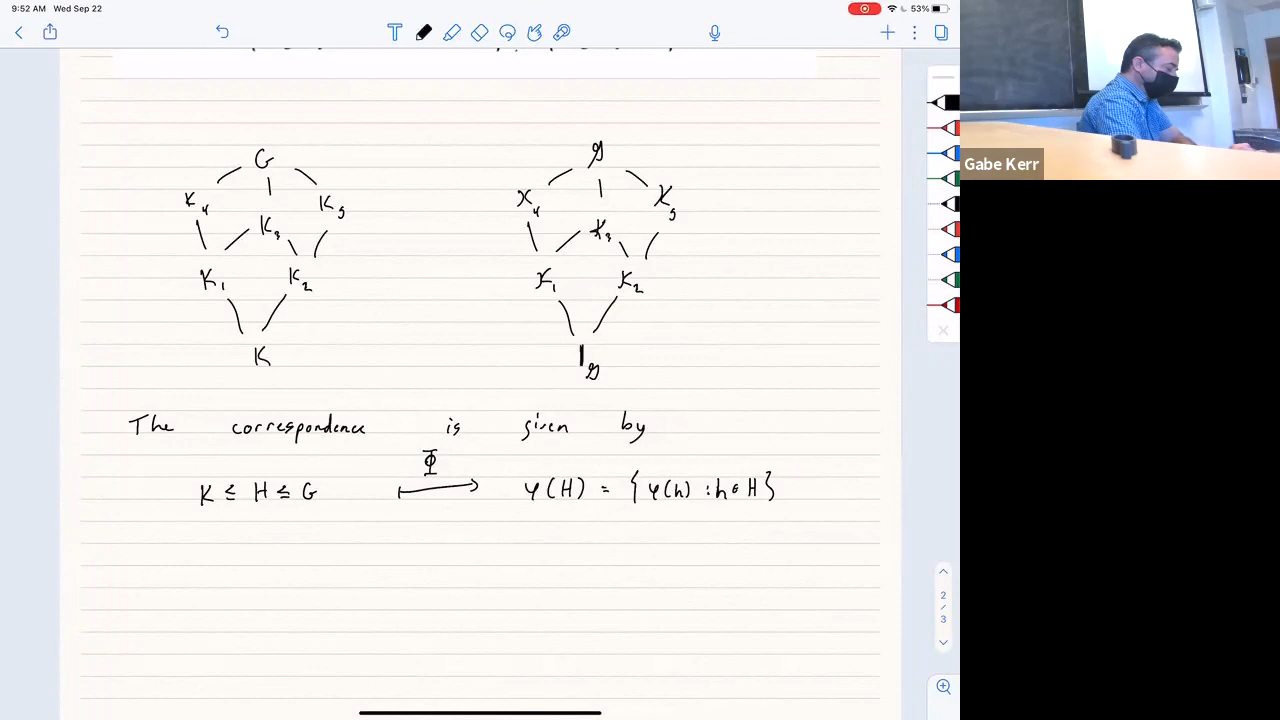 9:52 AM Wed Sep 22
53%
G 𝒢
K₄ K₅ 𝒦₄ 𝒦₅
K₃ 𝒦₃
K₁ K₂ 𝒦₁ 𝒦₂
K 1_𝒢
The correspondence is given by
Φ
K ≤ H ≤ G ⟼ φ(H) = { φ(h) : h ∈ H }
2
/
3
Gabe Kerr